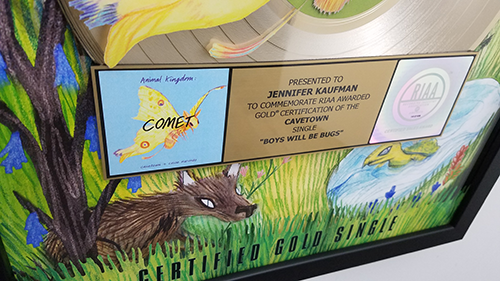 Animal Kingdom:
COMET
PRESENTED TO
JENNIFER KAUFMAN
TO COMMEMORATE RIAA AWARDED
GOLD® CERTIFICATION OF THE
CAVETOWN
SINGLE
"BOYS WILL BE BUGS"
RIAA
CERTIFIED GOLD SINGLE